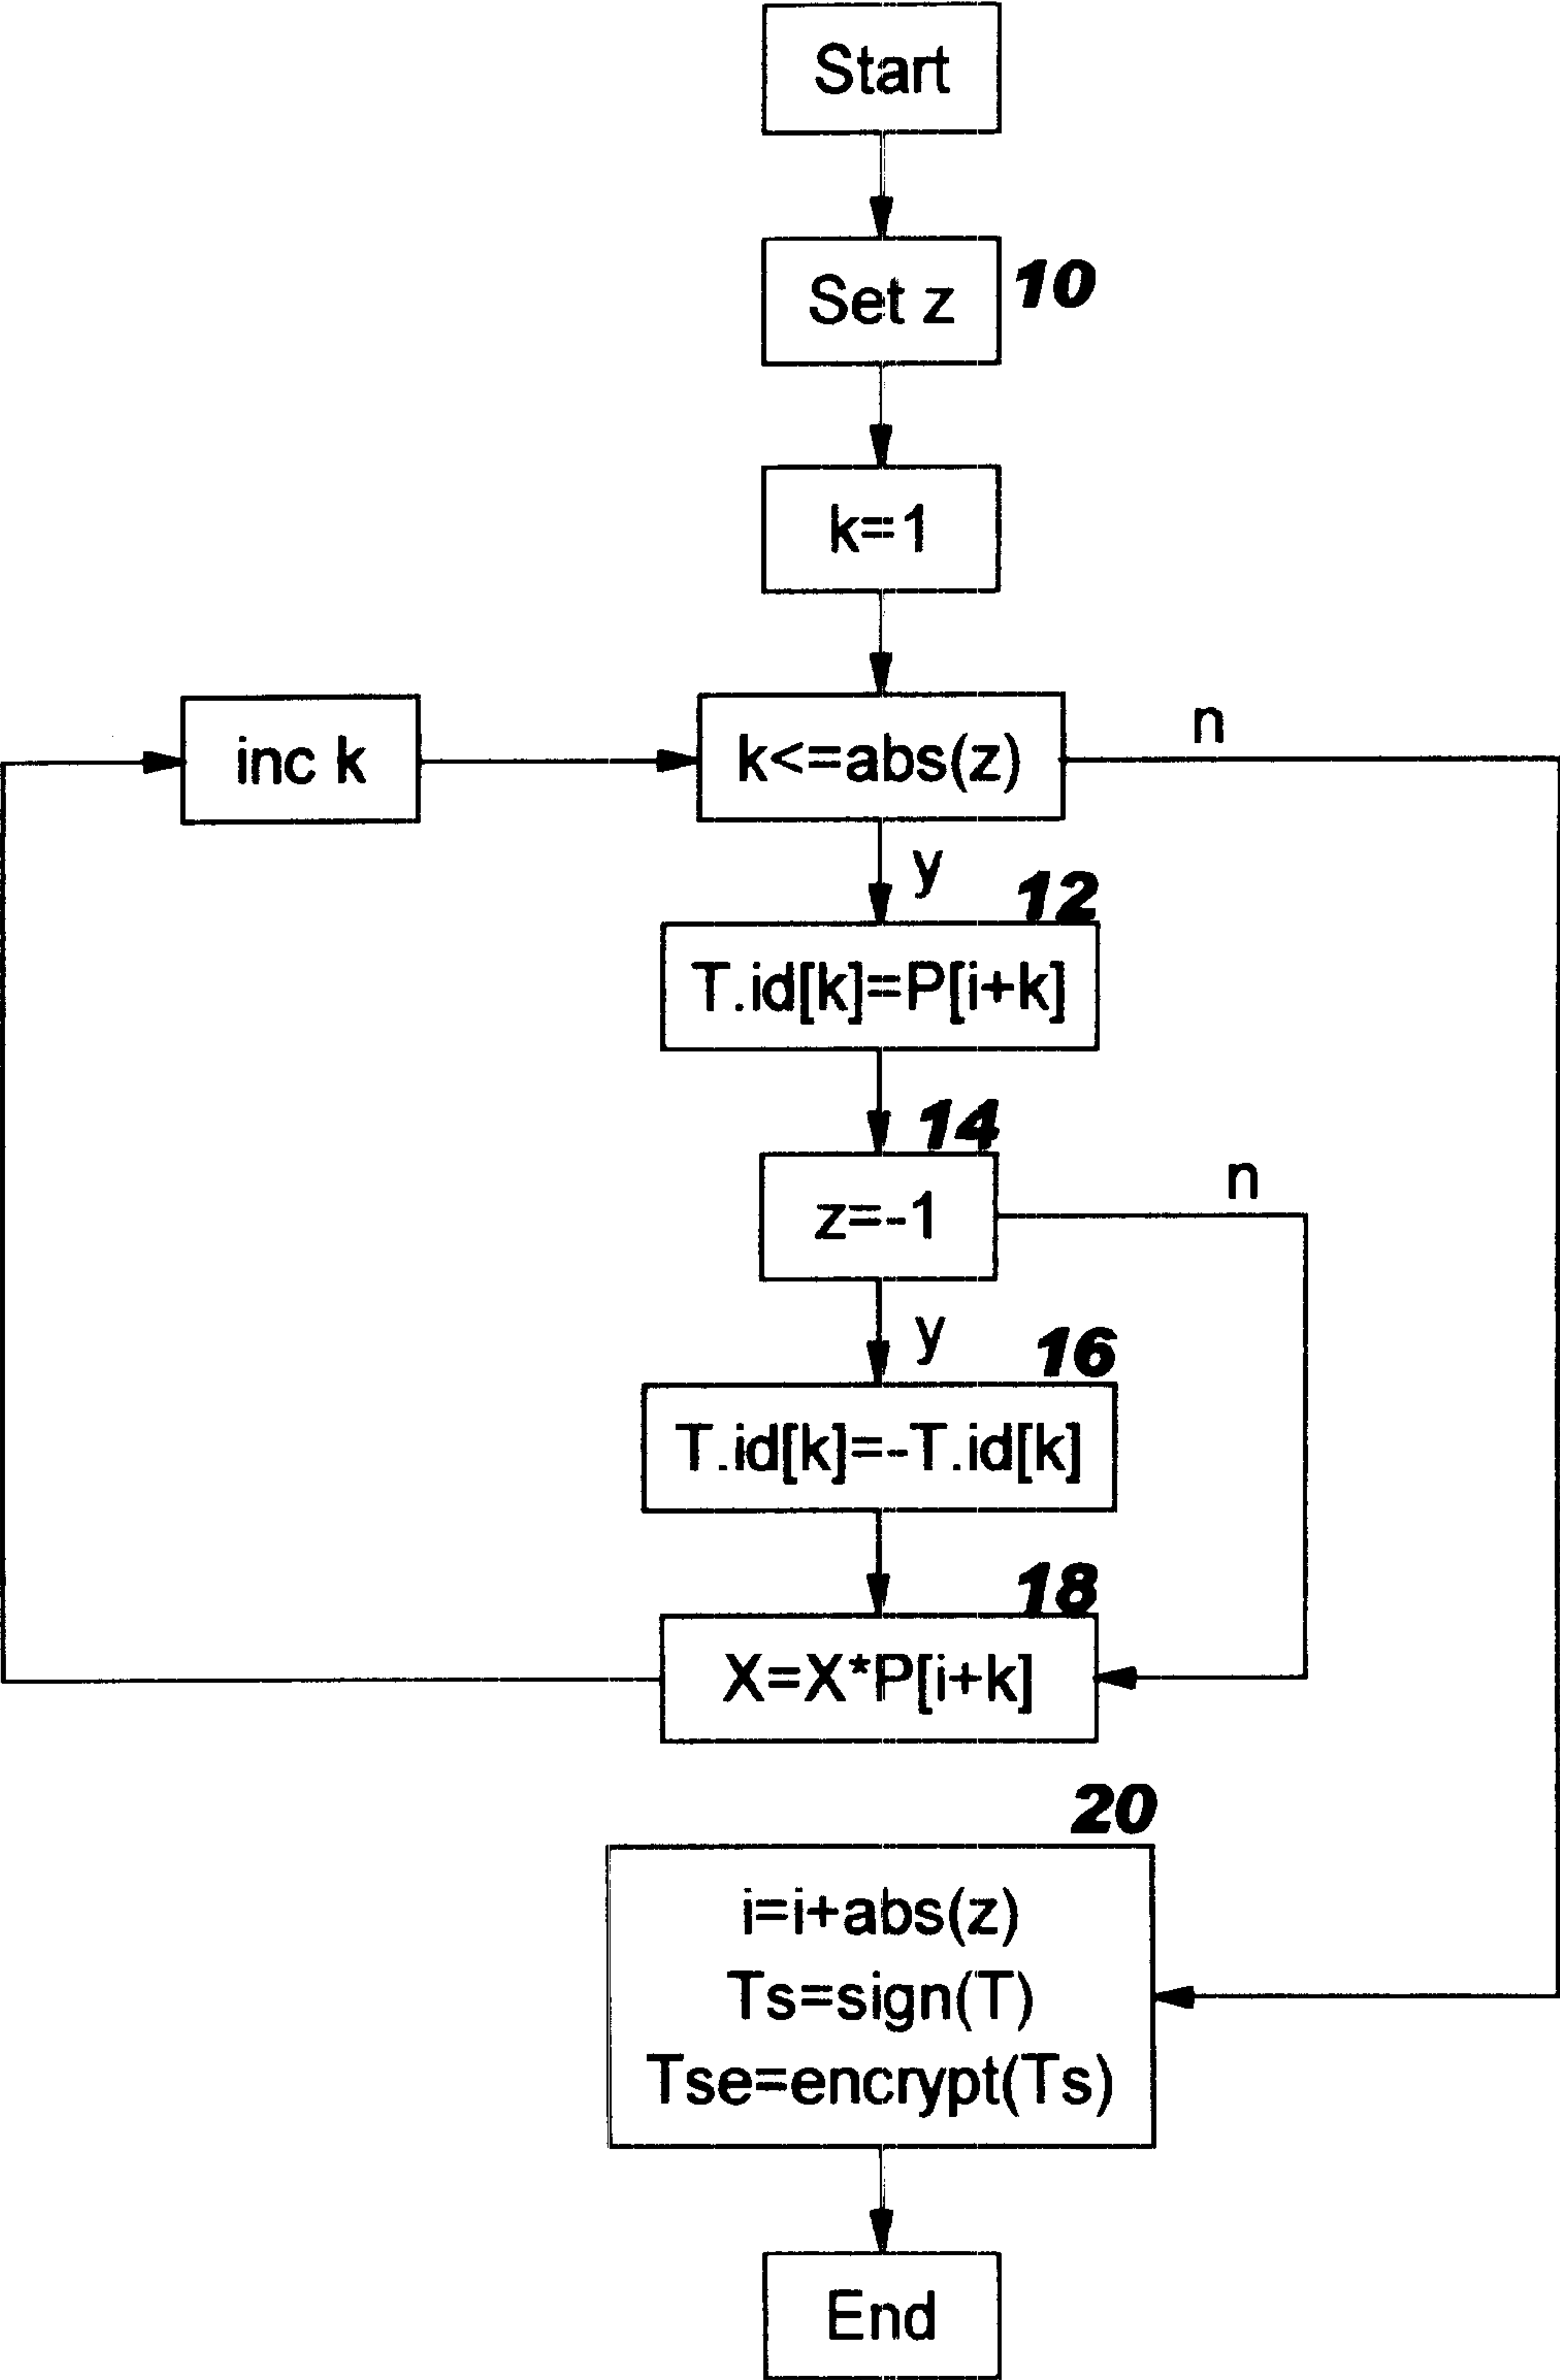 Start
Set z
10
k=1
inc k
k<=abs(z)
n
y
12
T.id[k]=P[i+k]
14
z=-1
n
y
16
T.id[k]=-T.id[k]
18
X=X*P[i+k]
20
i=i+abs(z)
Ts=sign(T)
Tse=encrypt(Ts)
End